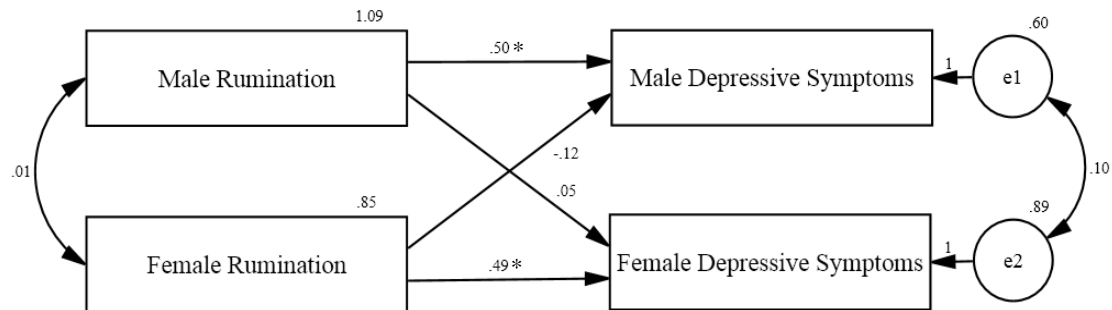 1.09
.60
.50*
Male Rumination
Male Depressive Symptoms
1
e1
.01
-.12
.10
.05
.85
.89
Female Rumination
.49*
Female Depressive Symptoms
1
e2